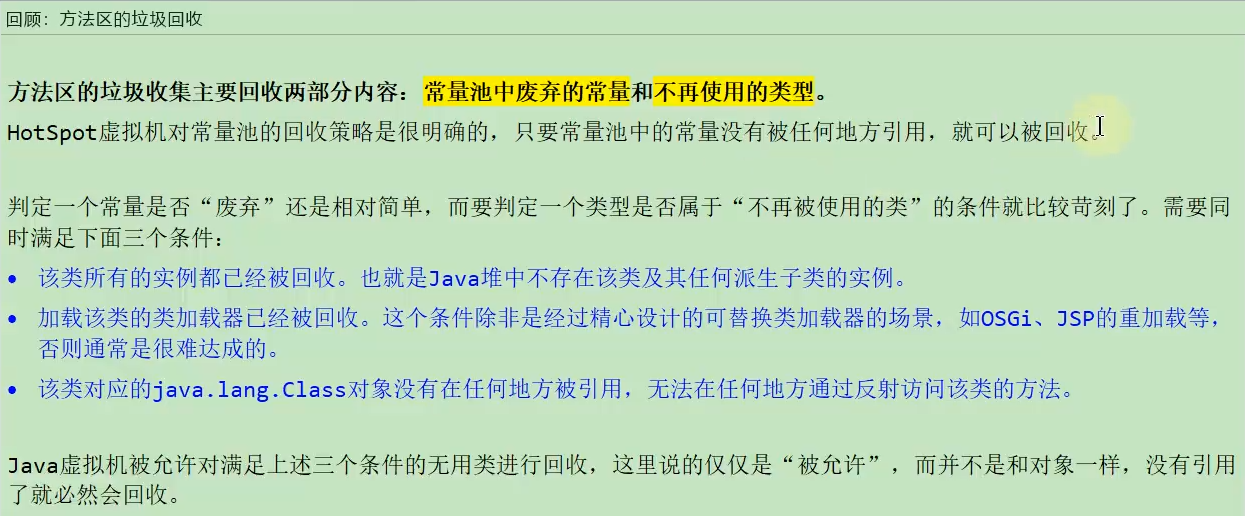 回顾：方法区的垃圾回收
方法区的垃圾收集主要回收两部分内容：常量池中废弃的常量和不再使用的类型。
HotSpot虚拟机对常量池的回收策略是很明确的，只要常量池中的常量没有被任何地方引用，就可以被回收。
判定一个常量是否“废弃”还是相对简单，而要判定一个类型是否属于“不再被使用的类”的条件就比较苛刻了。需要同
时满足下面三个条件：
• 该类所有的实例都已经被回收。也就是Java堆中不存在该类及其任何派生子类的实例。
• 加载该类的类加载器已经被回收。这个条件除非是经过精心设计的可替换类加载器的场景，如OSGi、JSP的重加载等，
否则通常是很难达成的。
• 该类对应的java.lang.Class对象没有在任何地方被引用，无法在任何地方通过反射访问该类的方法。
Java虚拟机被允许对满足上述三个条件的无用类进行回收，这里说的仅仅是“被允许”，而并不是和对象一样，没有引用
了就必然会回收。